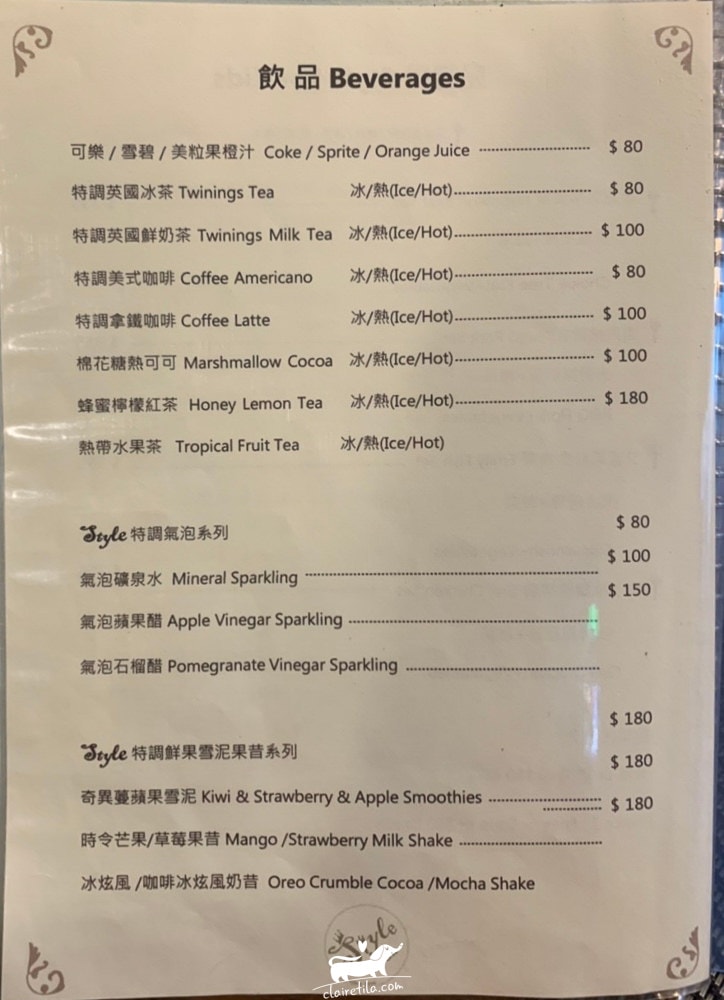 飲 品 Beverages
可樂 / 雪碧 / 美粒果橙汁 Coke / Sprite / Orange Juice $ 80
特調英國冰茶 Twinings Tea 冰/熱(Ice/Hot) $ 80
特調英國鮮奶茶 Twinings Milk Tea 冰/熱(Ice/Hot) $ 100
特調美式咖啡 Coffee Americano 冰/熱(Ice/Hot) $ 80
特調拿鐵咖啡 Coffee Latte 冰/熱(Ice/Hot) $ 100
棉花糖熱可可 Marshmallow Cocoa 冰/熱(Ice/Hot) $ 100
蜂蜜檸檬紅茶 Honey Lemon Tea 冰/熱(Ice/Hot) $ 180
熱帶水果茶 Tropical Fruit Tea 冰/熱(Ice/Hot)
$ 80
Style 特調氣泡系列
$ 100
氣泡礦泉水 Mineral Sparkling
$ 150
氣泡蘋果醋 Apple Vinegar Sparkling
氣泡石榴醋 Pomegranate Vinegar Sparkling
$ 180
Style 特調鮮果雪泥果昔系列
$ 180
奇異蔓蘋果雪泥 Kiwi & Strawberry & Apple Smoothies $ 180
時令芒果/草莓果昔 Mango /Strawberry Milk Shake
冰炫風 /咖啡冰炫風奶昔 Oreo Crumble Cocoa /Mocha Shake
Style
clairetila.com